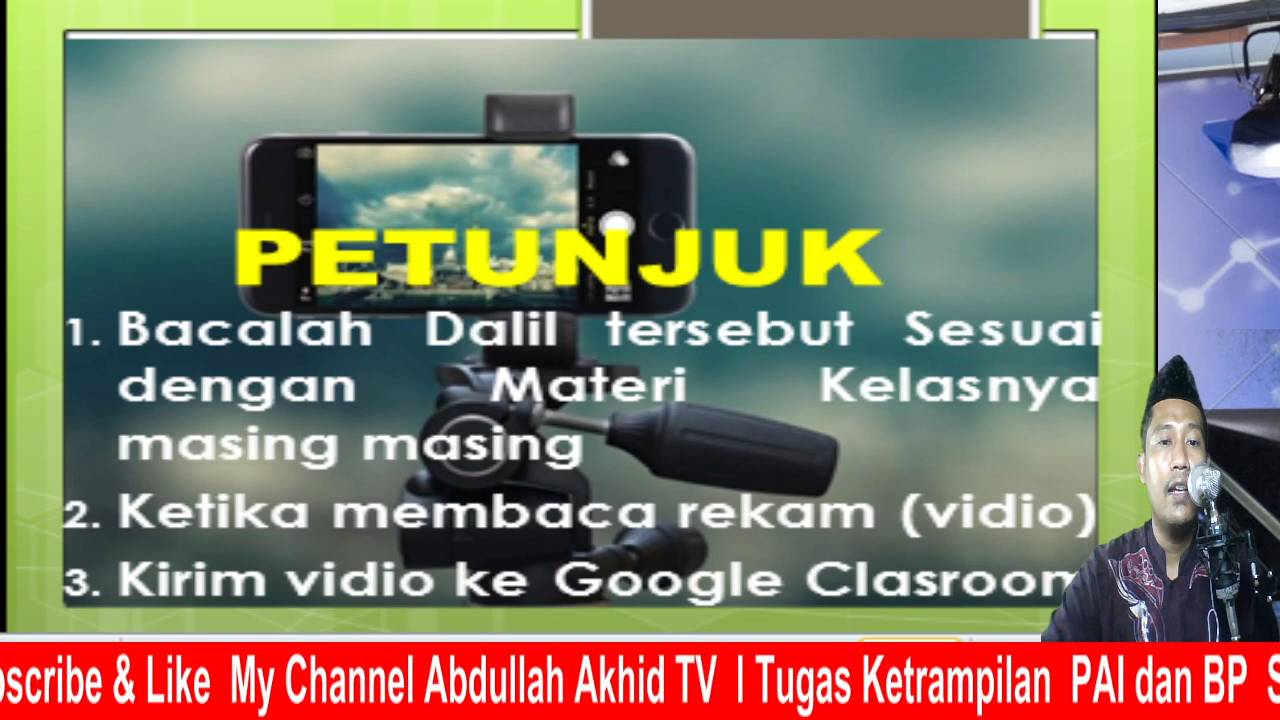 PETUNJUK
1. Bacalah Dalil tersebut Sesuai
dengan Materi Kelasnya
masing masing
2. Ketika membaca rekam (vidio)
3. Kirim vidio ke Google Clasroom
& Like My Channel Abdullah Akhid TV | Tugas Ketrampilan PAI dan BP